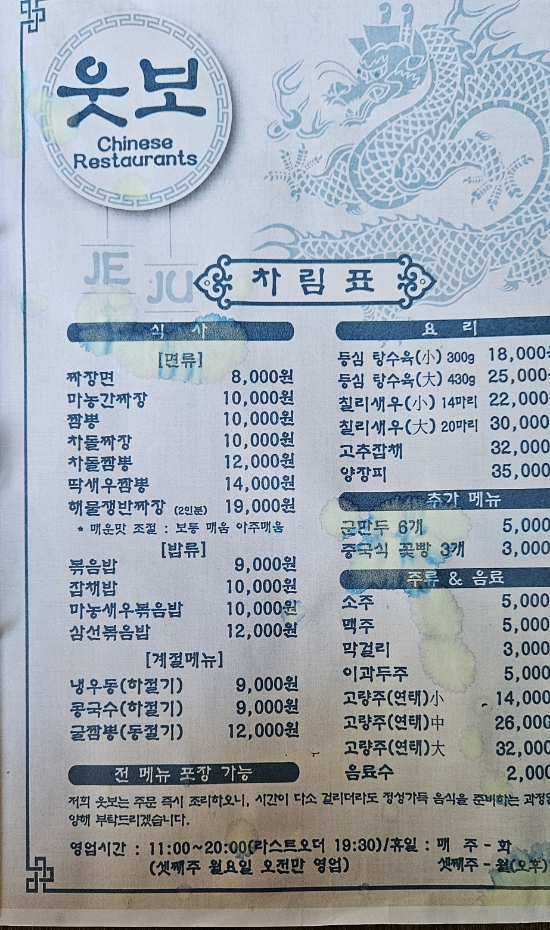 웃보
Chinese
Restaurants
JE
JU
차림표
식 사
[면류]
짜장면 8,000원
마농간짜장 10,000원
짬뽕 10,000원
차돌짜장 10,000원
차돌짬뽕 12,000원
딱새우짬뽕 14,000원
해물쟁반짜장 (2인분) 19,000원
* 매운맛 조절 : 보통 매움 아주매움
[밥류]
볶음밥 9,000원
잡채밥 10,000원
마농새우볶음밥 10,000원
삼선볶음밥 12,000원
[계절메뉴]
냉우동(하절기) 9,000원
콩국수(하절기) 9,000원
굴짬뽕(동절기) 12,000원
전 메뉴 포장 가능
요 리
등심 탕수육(小) 300g 18,000
등심 탕수육(大) 430g 25,000
칠리새우(小) 14마리 22,000
칠리새우(大) 20마리 30,000
고추잡채 32,000
양장피 35,000
추가 메뉴
군만두 6개 5,000
중국식 꽃빵 3개 3,000
주류 & 음료
소주 5,000
맥주 5,000
막걸리 3,000
이과두주 5,000
고량주(연태)小 14,000
고량주(연태)中 26,000
고량주(연태)大 32,000
음료수 2,000
저희 웃보는 주문 즉시 조리하오니, 시간이 다소 걸리더라도 정성가득 음식을 준비하는 과정
양해 부탁드리겠습니다.
영업시간 : 11:00~20:00(라스트오더 19:30)/휴일 : 매 주 - 화
(셋째주 월요일 오전만 영업) 셋째주 - 월(오후)